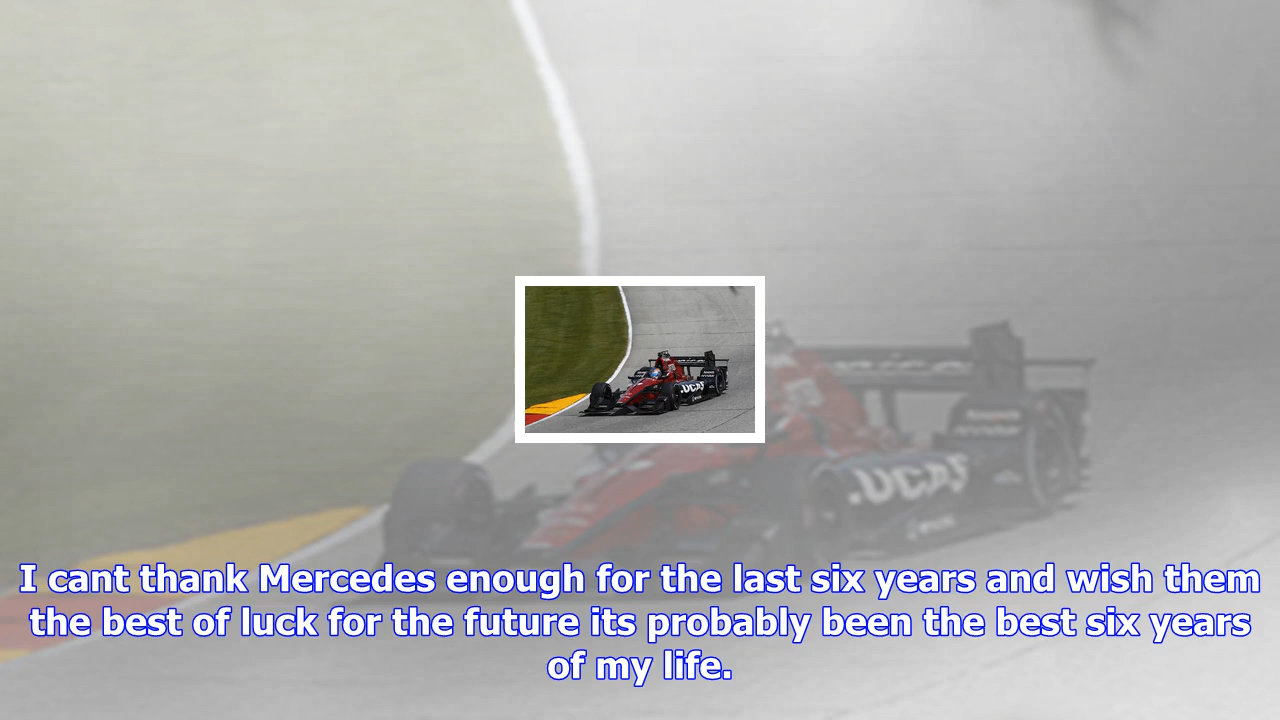 .UCAS
I cant thank Mercedes enough for the last six years and wish them
the best of luck for the future its probably been the best six years
of my life.